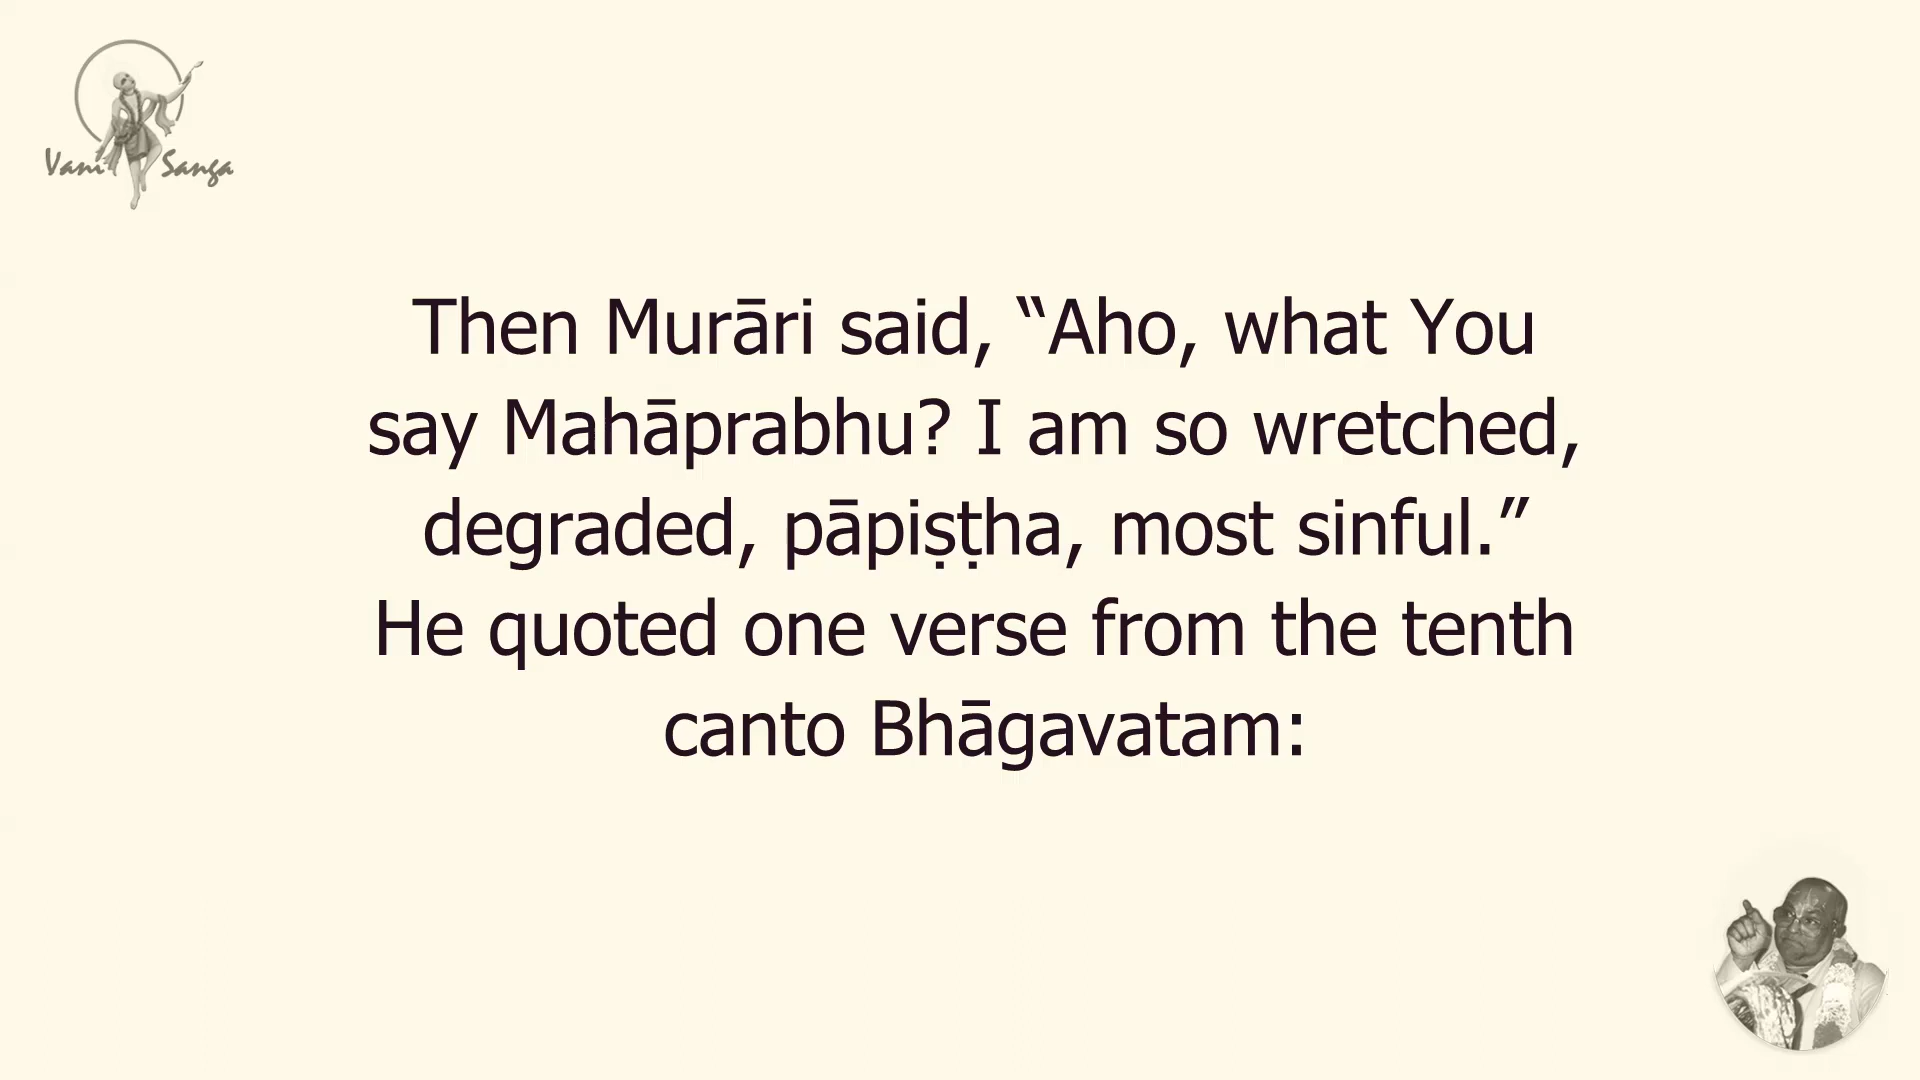 Vani Sanga
Then Murāri said, “Aho, what You
say Mahāprabhu? I am so wretched,
degraded, pāpiṣṭha, most sinful.”
He quoted one verse from the tenth
canto Bhāgavatam: